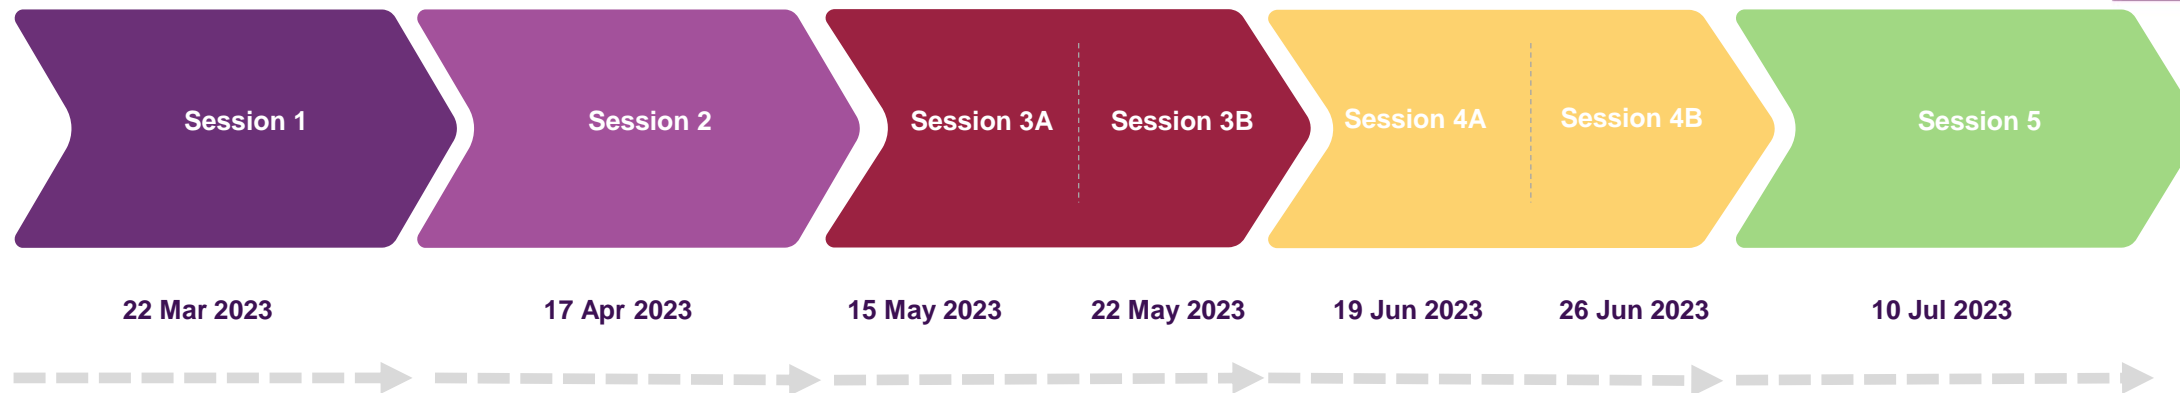 Session 1
Session 2
Session 3A
Session 3B
Session 4A
Session 4B
Session 5
22 Mar 2023
17 Apr 2023
15 May 2023
22 May 2023
19 Jun 2023
26 Jun 2023
10 Jul 2023